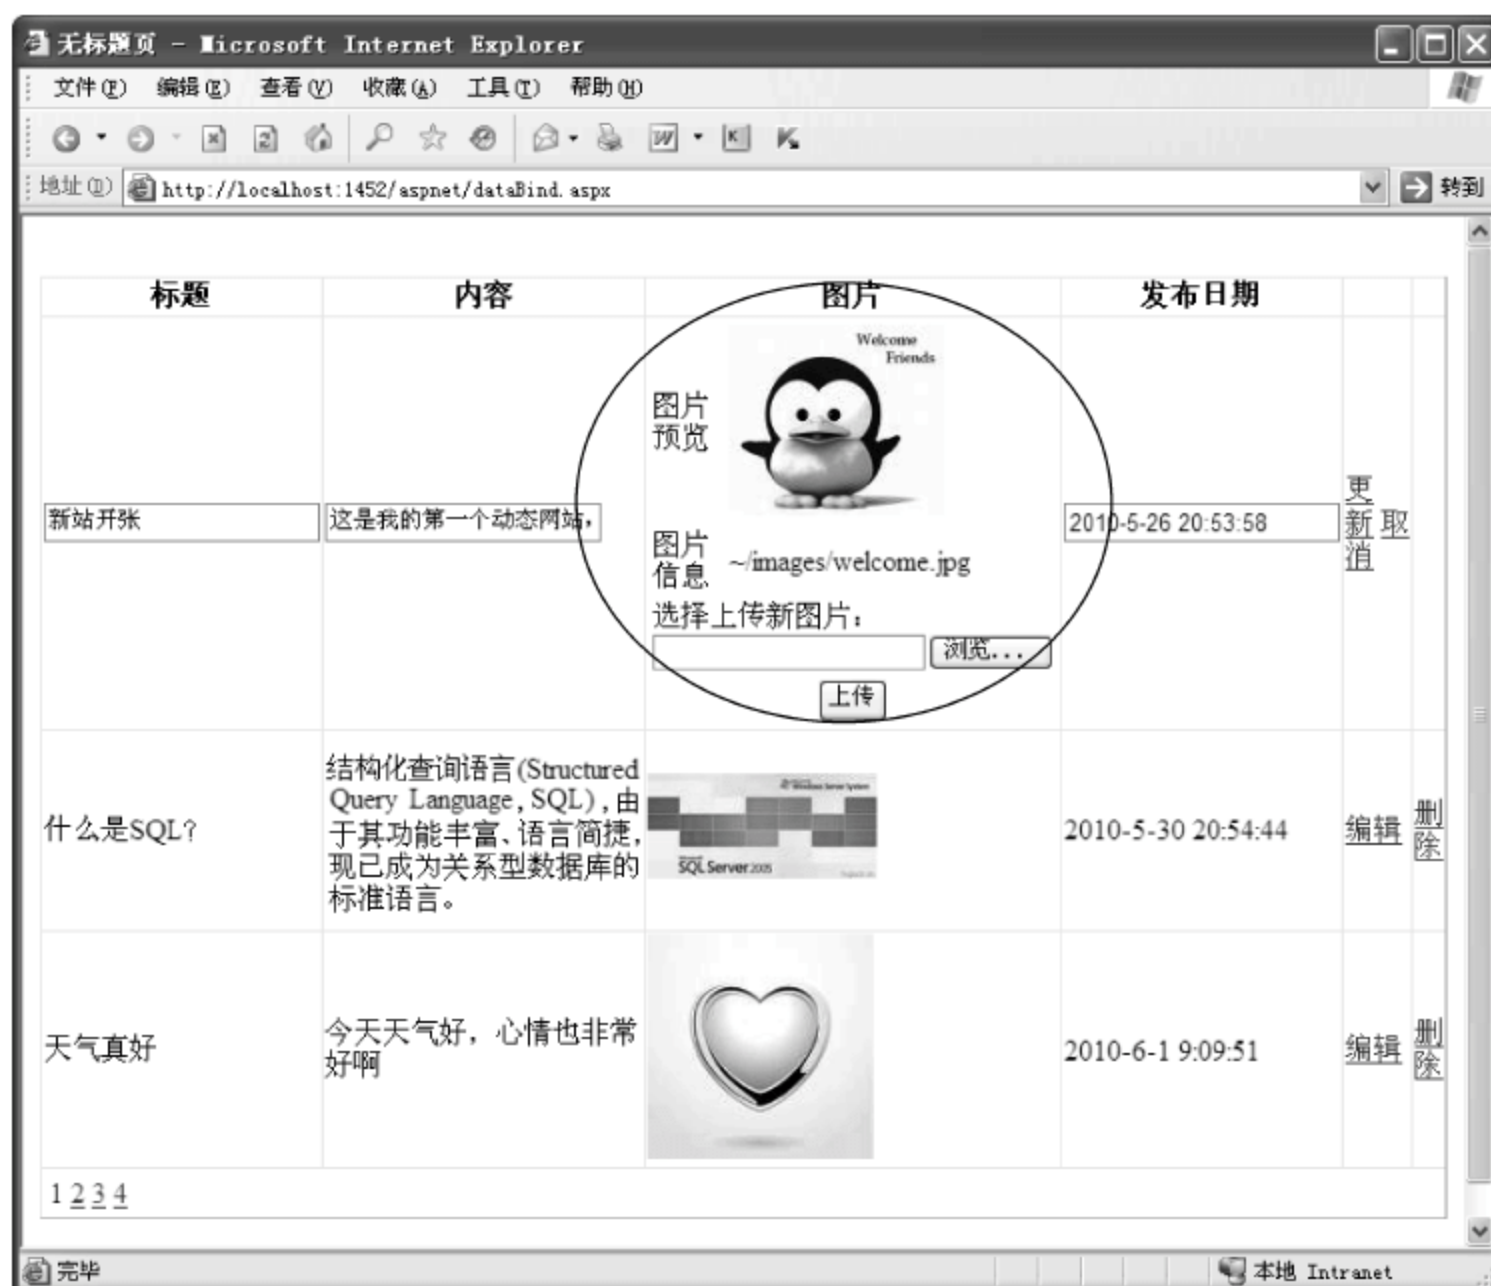 无标题页 - Microsoft Internet Explorer
文件(F) 编辑(E) 查看(V) 收藏(A) 工具(T) 帮助(H)
地址(D) http://localhost:1452/aspnet/dataBind.aspx 转到
标题 内容 图片 发布日期
Welcome
Friends
图片
预览
新站开张 这是我的第一个动态网站, 2010-5-26 20:53:58
更
新 取
消
图片
信息 ~/images/welcome.jpg
选择上传新图片:
浏览...
上传
什么是SQL?
结构化查询语言(Structured
Query Language,SQL),由
于其功能丰富、语言简捷,
现已成为关系型数据库的
标准语言。
Windows Server System
SQL Server 2005
2010-5-30 20:54:44 编辑
删
除
天气真好
今天天气好，心情也非常
好啊
2010-6-1 9:09:51 编辑
删
除
1 2 3 4
完毕 本地 Intranet